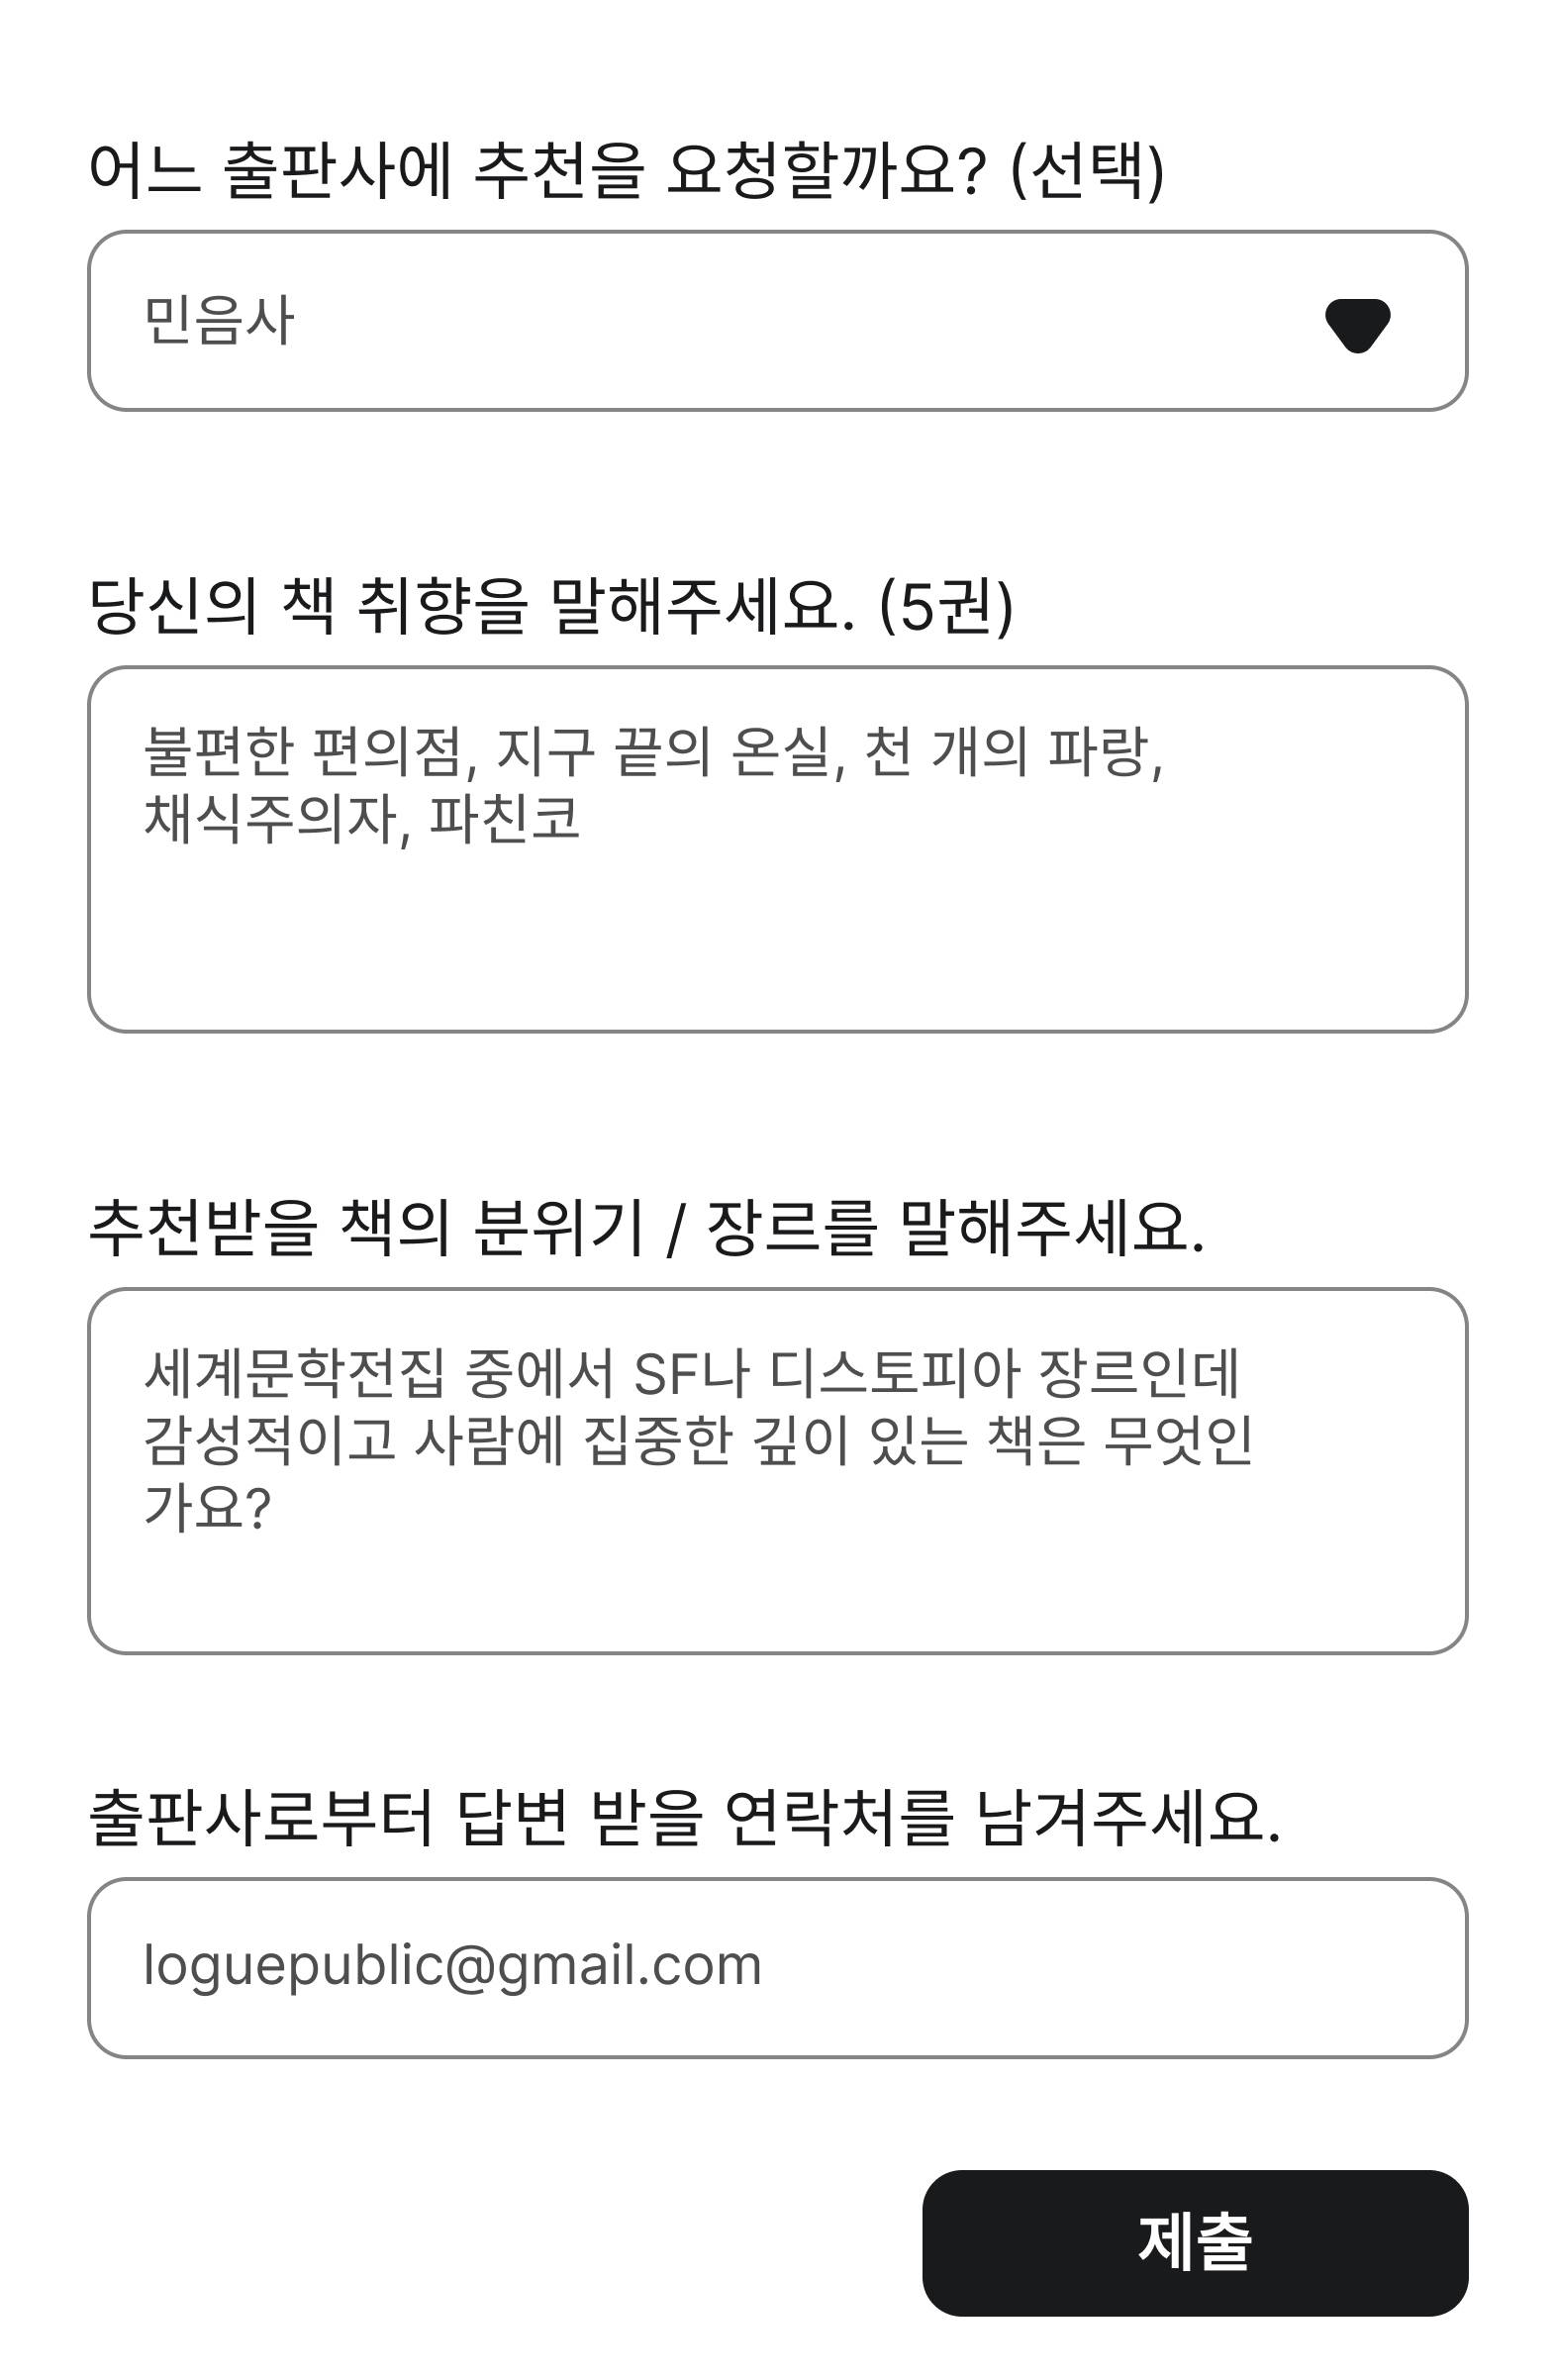 어느 출판사에 추천을 요청할까요? (선택)
민음사
당신의 책 취향을 말해주세요. (5권)
불편한 편의점, 지구 끝의 온실, 천 개의 파랑,
채식주의자, 파친코
추천받을 책의 분위기 / 장르를 말해주세요.
세계문학전집 중에서 SF나 디스토피아 장르인데
감성적이고 사람에 집중한 깊이 있는 책은 무엇인
가요?
출판사로부터 답변 받을 연락처를 남겨주세요.
loguepublic@gmail.com
제출